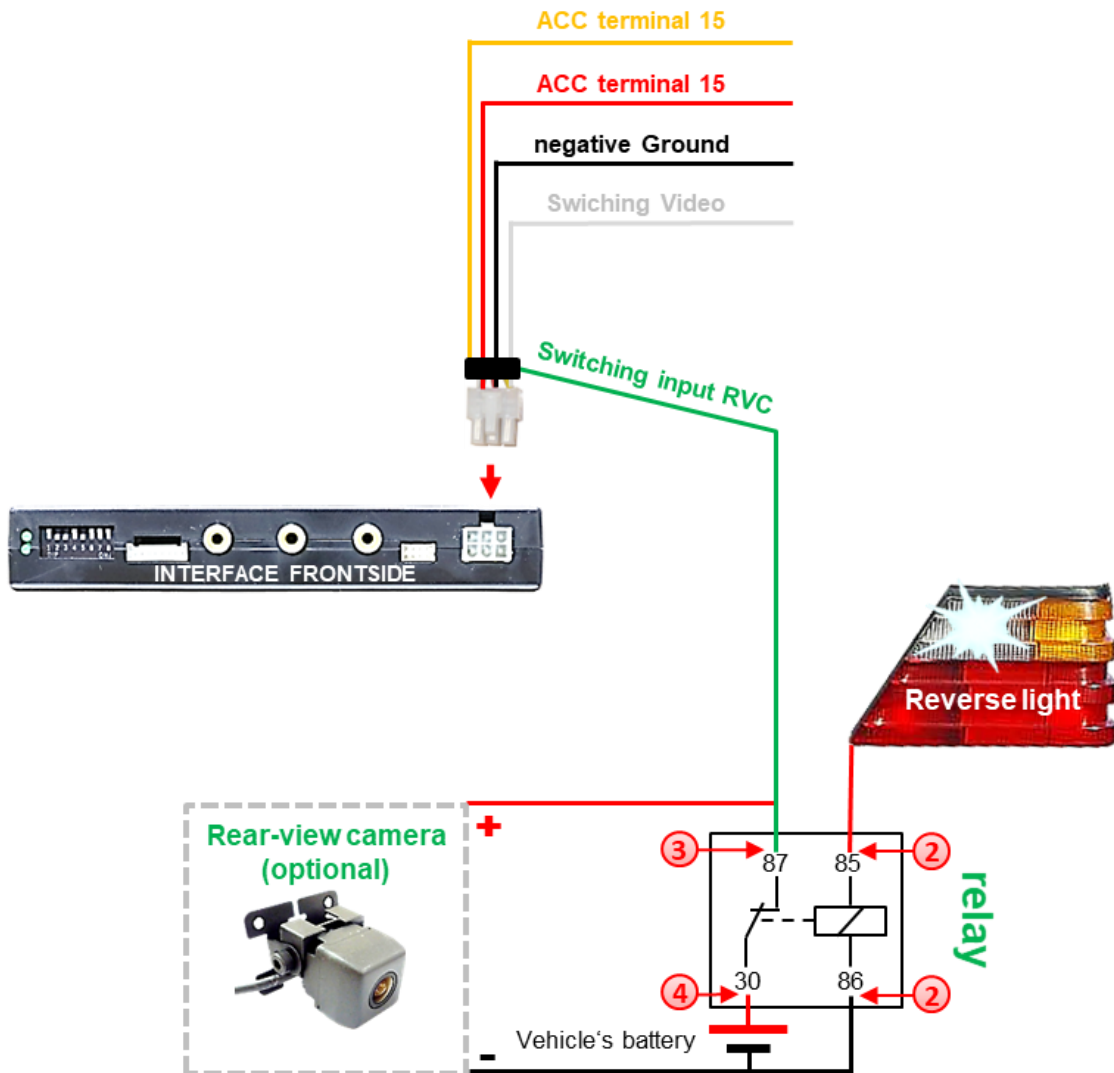 ACC terminal 15
ACC terminal 15
negative Ground
Swiching Video
Switching input RVC
INTERFACE FRONTSIDE
Reverse light
Rear-view camera
(optional)
+
-
3
87
85
2
relay
4
30
86
2
Vehicle‘s battery